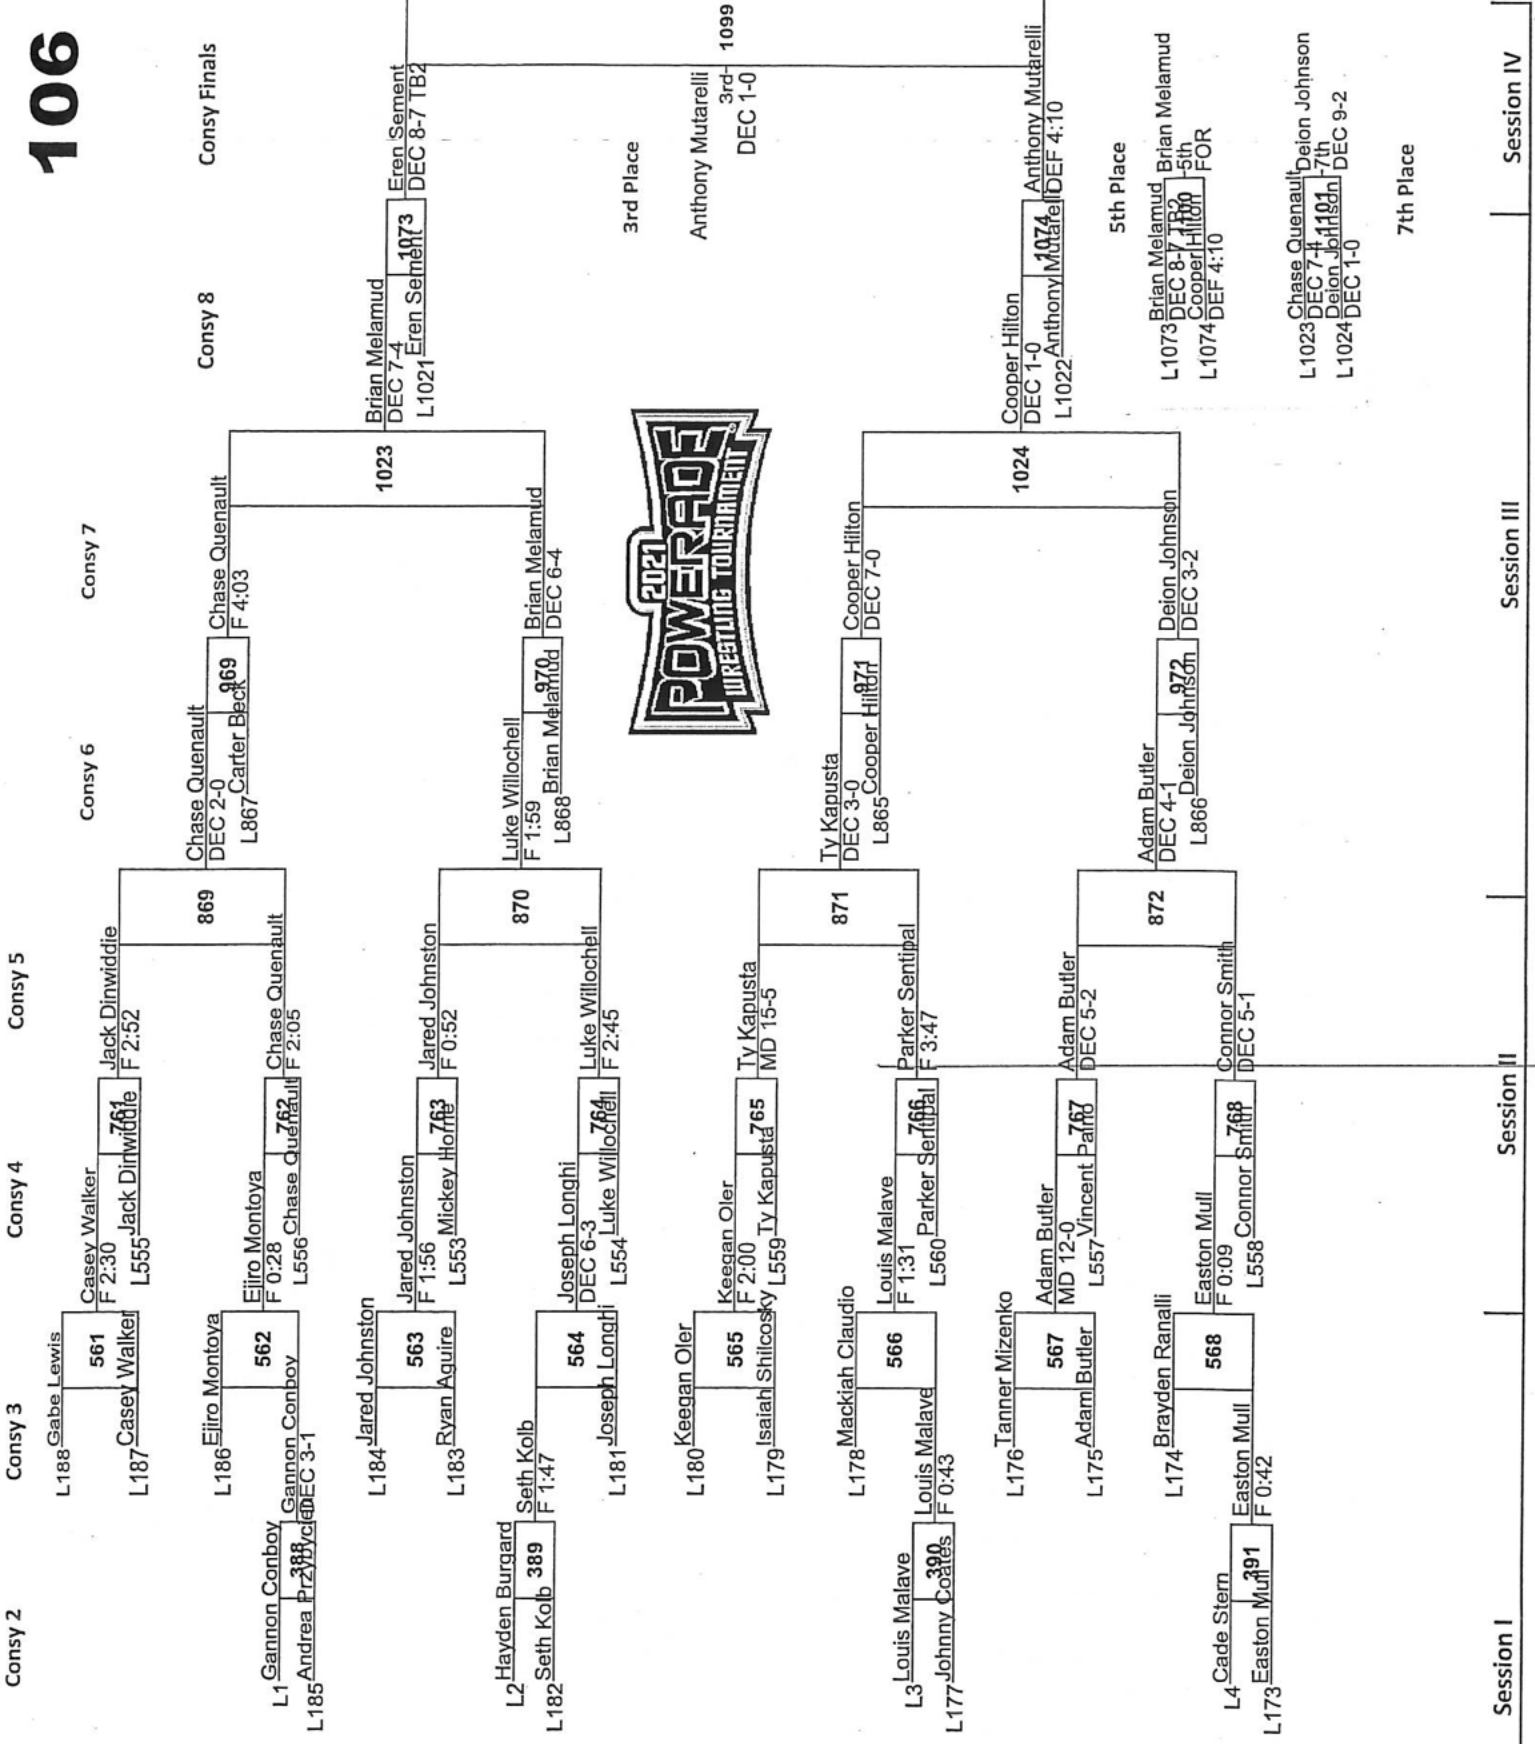 106
Consy 2
Consy 3
Consy 4
Consy 5
Consy 6
Consy 7
Consy 8
Consy Finals
L1 Gannon Conboy
388
L185 Andrea Przybycien
L2 Hayden Burgard
389
L182 Seth Kolb
L3 Louis Malave
390
L177 Johnny Coates
L4 Cade Stern
391
L173 Easton Mull
L188 Gabe Lewis
561
L187 Casey Walker
L186 Ejiro Montoya
562
Gannon Conboy
DEC 3-1
L184 Jared Johnston
563
L183 Ryan Aguire
Seth Kolb
F 1:47
564
L181 Joseph Longhi
L180 Keegan Oler
565
L179 Isaiah Shilcosky
L178 Mackiah Claudio
566
Louis Malave
F 0:43
L176 Tanner Mizenko
567
L175 Adam Butler
L174 Brayden Ranalli
568
Easton Mull
F 0:42
Casey Walker
F 2:30
761
L555 Jack Dinwiddie
Ejiro Montoya
F 0:28
762
L556 Chase Quenault
Jared Johnston
F 1:56
763
L553 Mickey Horne
Joseph Longhi
DEC 6-3
764
L554 Luke Willochell
Keegan Oler
F 2:00
765
L559 Ty Kapusta
Louis Malave
F 1:31
766
L560 Parker Sentipal
Adam Butler
MD 12-0
767
L557 Vincent Paino
Easton Mull
F 0:09
768
L558 Connor Smith
Jack Dinwiddie
F 2:52
869
Chase Quenault
F 2:05
Jared Johnston
F 0:52
870
Luke Willochell
F 2:45
Ty Kapusta
MD 15-5
871
Parker Sentipal
F 3:47
Adam Butler
DEC 5-2
872
Connor Smith
DEC 5-1
Chase Quenault
DEC 2-0
969
L867 Carter Beck
Luke Willochell
F 1:59
970
L868 Brian Melamud
Ty Kapusta
DEC 3-0
971
L865 Cooper Hilton
Adam Butler
DEC 4-1
972
L866 Deion Johnson
Chase Quenault
F 4:03
1023
Brian Melamud
DEC 6-4
2021
POWERADE
WRESTLING TOURNAMENT
Cooper Hilton
DEC 7-0
1024
Deion Johnson
DEC 3-2
Brian Melamud
DEC 7-4
1073
L1021 Eren Sement
Cooper Hilton
DEC 1-0
1074
L1022 Anthony Mutarelli
Eren Sement
DEC 8-7 TB2
1099
Anthony Mutarelli
DEF 4:10
3rd Place
Anthony Mutarelli
3rd
DEC 1-0
5th Place
L1073 Brian Melamud
DEC 8-7 TB2
1100
L1074 Cooper Hilton
DEF 4:10
Brian Melamud
5th
FOR
L1023 Chase Quenault
DEC 7-4
1101
L1024 Deion Johnson
DEC 1-0
Deion Johnson
7th
DEC 9-2
7th Place
Session I
Session II
Session III
Session IV